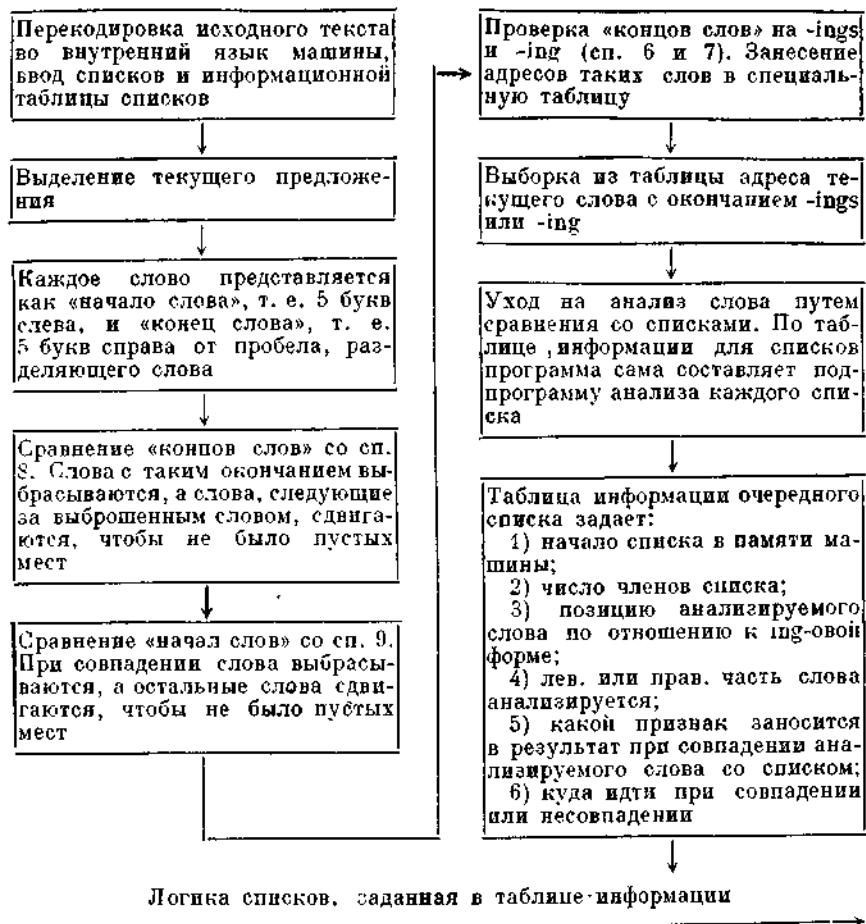 Перекодировка исходного текста
во внутренний язык машины,
ввод списков и информационной
таблицы списков
Выделение текущего предложе-
ния
Каждое слово представляется
как «начало слова», т. е. 5 букв
слева, и «конец слова», т. е.
5 букв справа от пробела, раз-
деляющего слова
Сравнение «концов слов» со сп.
8. Слова с таким окончанием вы-
брасываются, а слова, следующие
за выброшенным словом, сдвига-
ются, чтобы не было пустых
мест
Сравнение «начал слов» со сп. 9.
При совпадении слова выбрасы-
ваются, а остальные слова сдви-
гаются, чтобы не было пустых
мест
Проверка «концов слов» на -ings
и -ing (сп. 6 и 7). Занесение
адресов таких слов в специаль-
ную таблицу
Выборка из таблицы адреса те-
кущего слова с окончанием -ings
или -ing
Уход на анализ слова путем
сравнения со списками. По таб-
лице информации для списков
программа сама составляет под-
программу анализа каждого спи-
ска
Таблица информации очередного
списка задает:
1) начало списка в памяти ма-
шины;
2) число членов списка;
3) позицию анализируемого
слова по отношению к ing-овой
форме;
4) лев. или прав. часть слова
анализируется;
5) какой признак заносится
в результат при совпадении ана-
лизируемого слова со списком;
6) куда идти при совпадении
или несовпадении
Логика списков, заданная в таблице информации